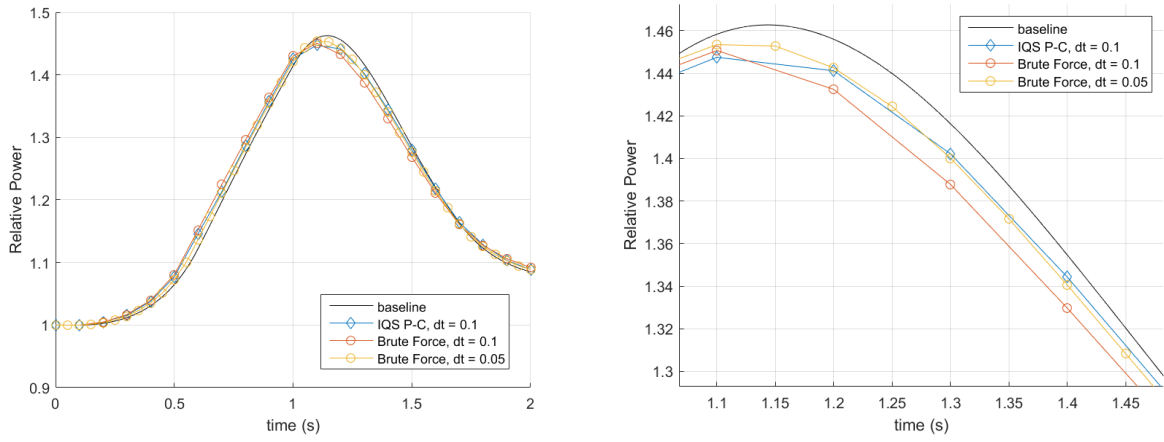 1.5
1.4
1.3
1.2
1.1
1
0.9
Relative Power
0
0.5
1
1.5
2
time (s)
baseline
IQS P-C, dt = 0.1
Brute Force, dt = 0.1
Brute Force, dt = 0.05
1.46
1.44
1.42
1.4
1.38
1.36
1.34
1.32
1.3
Relative Power
1.1
1.15
1.2
1.25
1.3
1.35
1.4
1.45
time (s)
baseline
IQS P-C, dt = 0.1
Brute Force, dt = 0.1
Brute Force, dt = 0.05